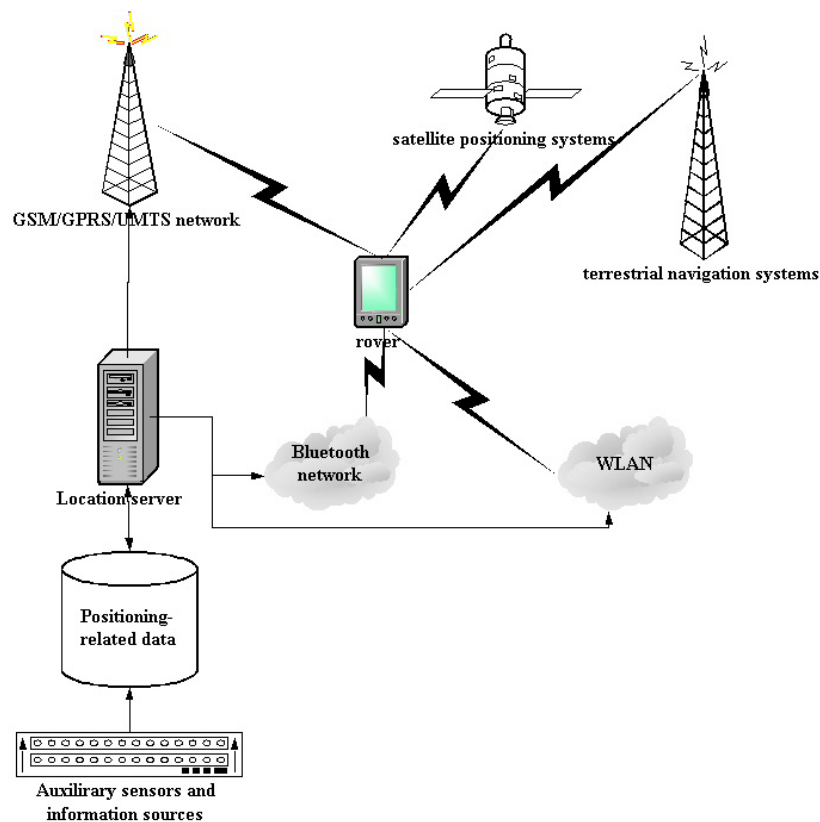 satellite positioning systems
GSM/GPRS/UMTS network
terrestrial navigation systems
rover
Bluetooth
network
WLAN
Location server
Positioning-
related data
Auxilirary sensors and
information sources